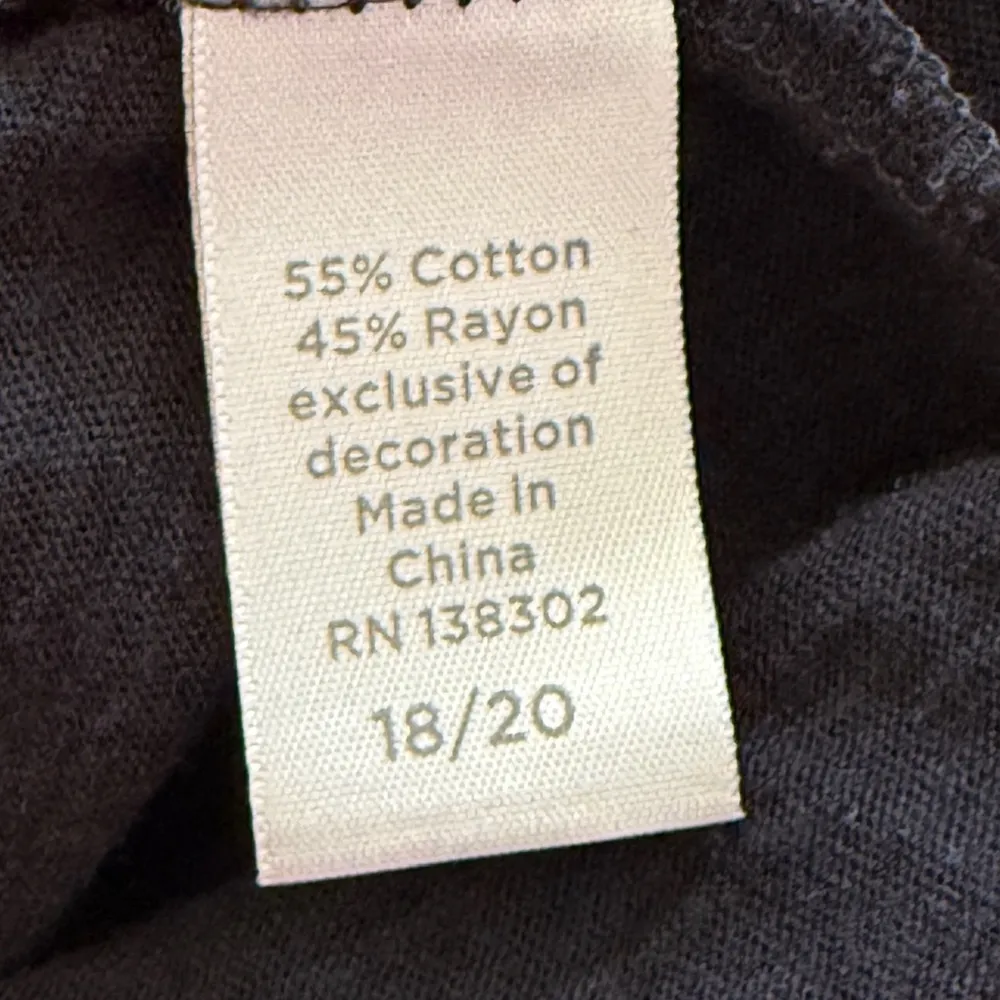 55% Cotton
45% Rayon
exclusive of
decoration
Made in
China
RN 138302
18/20